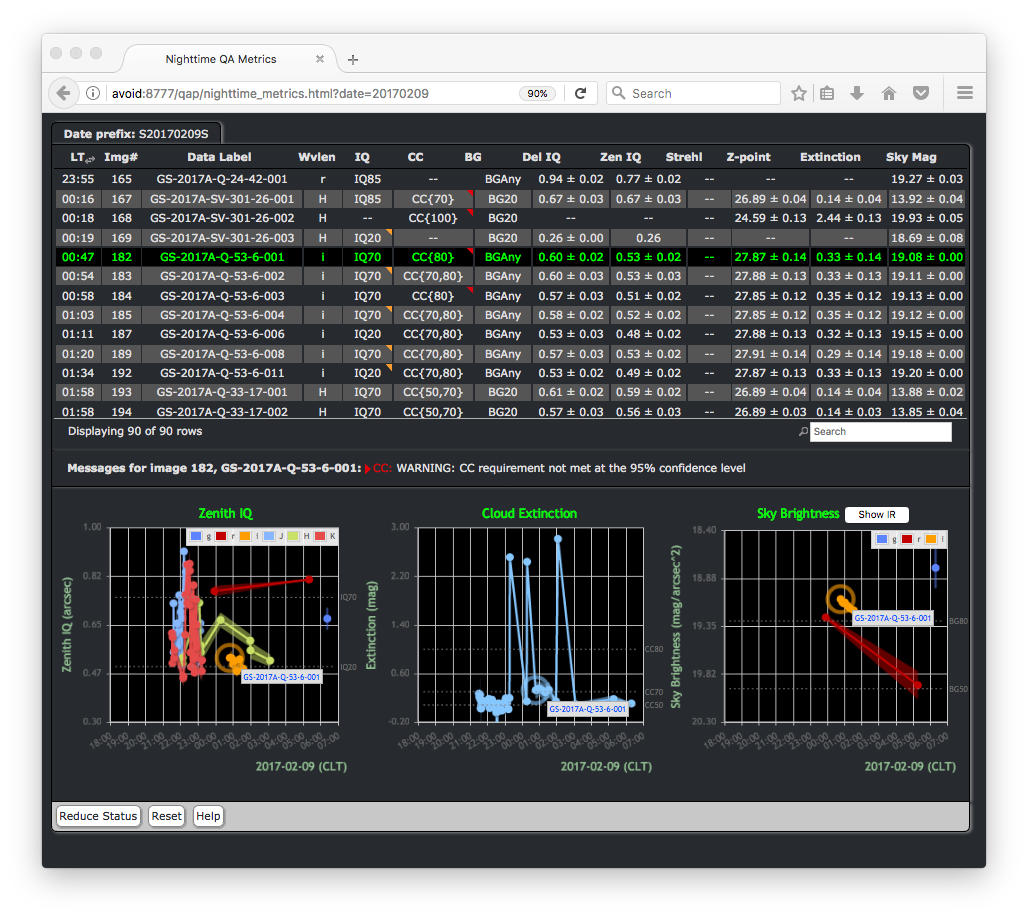 Nighttime QA Metrics
avoid:8777/qap/nighttime_metrics.html?date=20170209 90% Search
Date prefix: S20170209S
LT Img# Data Label Wvlen IQ CC BG Del IQ Zen IQ Strehl Z-point Extinction Sky Mag
23:55 165 GS-2017A-Q-24-42-001 r IQ85 -- BGAny 0.94 ± 0.02 0.77 ± 0.02 -- -- -- 19.27 ± 0.03
00:16 167 GS-2017A-SV-301-26-001 H IQ85 CC{70} BG20 0.67 ± 0.03 0.67 ± 0.03 -- 26.89 ± 0.04 0.14 ± 0.04 13.92 ± 0.04
00:18 168 GS-2017A-SV-301-26-002 H -- CC{100} BG20 -- -- -- 24.59 ± 0.13 2.44 ± 0.13 19.93 ± 0.05
00:19 169 GS-2017A-SV-301-26-003 H IQ20 -- BG20 0.26 ± 0.00 0.26 -- -- -- 18.69 ± 0.08
00:47 182 GS-2017A-Q-53-6-001 i IQ70 CC{80} BGAny 0.60 ± 0.02 0.53 ± 0.02 -- 27.87 ± 0.14 0.33 ± 0.14 19.08 ± 0.00
00:54 183 GS-2017A-Q-53-6-002 i IQ70 CC{70,80} BGAny 0.60 ± 0.03 0.53 ± 0.03 -- 27.88 ± 0.13 0.33 ± 0.13 19.11 ± 0.00
00:58 184 GS-2017A-Q-53-6-003 i IQ70 CC{80} BGAny 0.57 ± 0.03 0.51 ± 0.02 -- 27.85 ± 0.12 0.35 ± 0.12 19.13 ± 0.00
01:03 185 GS-2017A-Q-53-6-004 i IQ70 CC{70,80} BGAny 0.58 ± 0.02 0.52 ± 0.02 -- 27.85 ± 0.12 0.35 ± 0.12 19.12 ± 0.00
01:11 187 GS-2017A-Q-53-6-006 i IQ20 CC{70,80} BGAny 0.53 ± 0.03 0.48 ± 0.02 -- 27.88 ± 0.13 0.32 ± 0.13 19.15 ± 0.00
01:20 189 GS-2017A-Q-53-6-008 i IQ70 CC{70,80} BGAny 0.57 ± 0.03 0.53 ± 0.03 -- 27.91 ± 0.14 0.29 ± 0.14 19.18 ± 0.00
01:34 192 GS-2017A-Q-53-6-011 i IQ20 CC{70,80} BGAny 0.53 ± 0.02 0.49 ± 0.02 -- 27.87 ± 0.13 0.33 ± 0.13 19.20 ± 0.00
01:58 193 GS-2017A-Q-33-17-001 H IQ70 CC{50,70} BG20 0.61 ± 0.02 0.59 ± 0.02 -- 26.89 ± 0.04 0.14 ± 0.04 13.88 ± 0.02
01:58 194 GS-2017A-Q-33-17-002 H IQ70 CC{50,70} BG20 0.57 ± 0.03 0.56 ± 0.03 -- 26.89 ± 0.03 0.14 ± 0.03 13.85 ± 0.04
Displaying 90 of 90 rows Search
Messages for image 182, GS-2017A-Q-53-6-001: CC: WARNING: CC requirement not met at the 95% confidence level
Zenith IQ
1.00
0.82
0.65
0.47
0.30
Zenith IQ (arcsec)
g r i J H K
IQ70
IQ20
GS-2017A-Q-53-6-001
18:00 19:00 20:00 21:00 22:00 23:00 00:00 01:00 02:00 03:00 04:00 05:00 06:00 07:00
2017-02-09 (CLT)
Cloud Extinction
3.00
2.20
1.40
0.60
-0.20
Extinction (mag)
CC80
CC70
CC50
GS-2017A-Q-53-6-001
18:00 19:00 20:00 21:00 22:00 23:00 00:00 01:00 02:00 03:00 04:00 05:00 06:00 07:00
2017-02-09 (CLT)
Sky Brightness Show IR
18.40
18.88
19.35
19.82
20.30
Sky Brightness (mag/arcsec^2)
g r i
BG80
BG50
GS-2017A-Q-53-6-001
18:00 19:00 20:00 21:00 22:00 23:00 00:00 01:00 02:00 03:00 04:00 05:00 06:00 07:00
2017-02-09 (CLT)
Reduce Status Reset Help